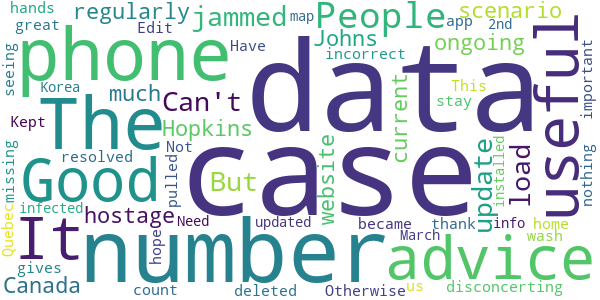 hands
great
regularly
jammed
Edit
People
map
app
2nd
scenario
ongoing
Johns
Have
incorrect
seeing
phone
data
useful
important
Korea
much
Can't
This
stay
Kept
The
Hopkins
current
installed
resolved
Not
update
load
missing
Good
pulled
But
website
case
nothing
infected
hostage
Need
updated
became
thank
info
home
wash
Quebec
It
number
hope
March
advice
gives
Canada
count
deleted
Otherwise
us
disconcerting